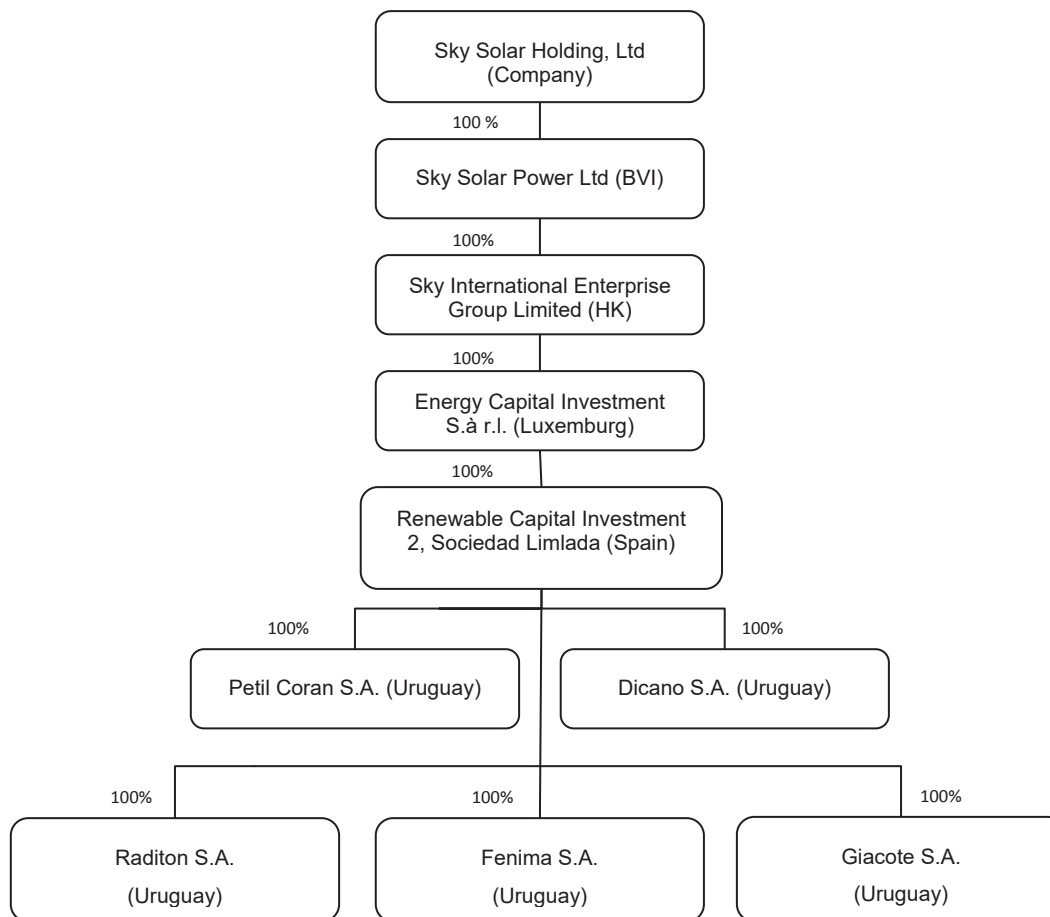 Sky Solar Holding, Ltd
(Company)
100 %
Sky Solar Power Ltd (BVI)
100%
Sky International Enterprise
Group Limited (HK)
100%
Energy Capital Investment
S.à r.l. (Luxemburg)
100%
Renewable Capital Investment
2, Sociedad Limlada (Spain)
100%
100%
Petil Coran S.A. (Uruguay)
Dicano S.A. (Uruguay)
100%
100%
100%
Raditon S.A.
(Uruguay)
Fenima S.A.
(Uruguay)
Giacote S.A.
(Uruguay)